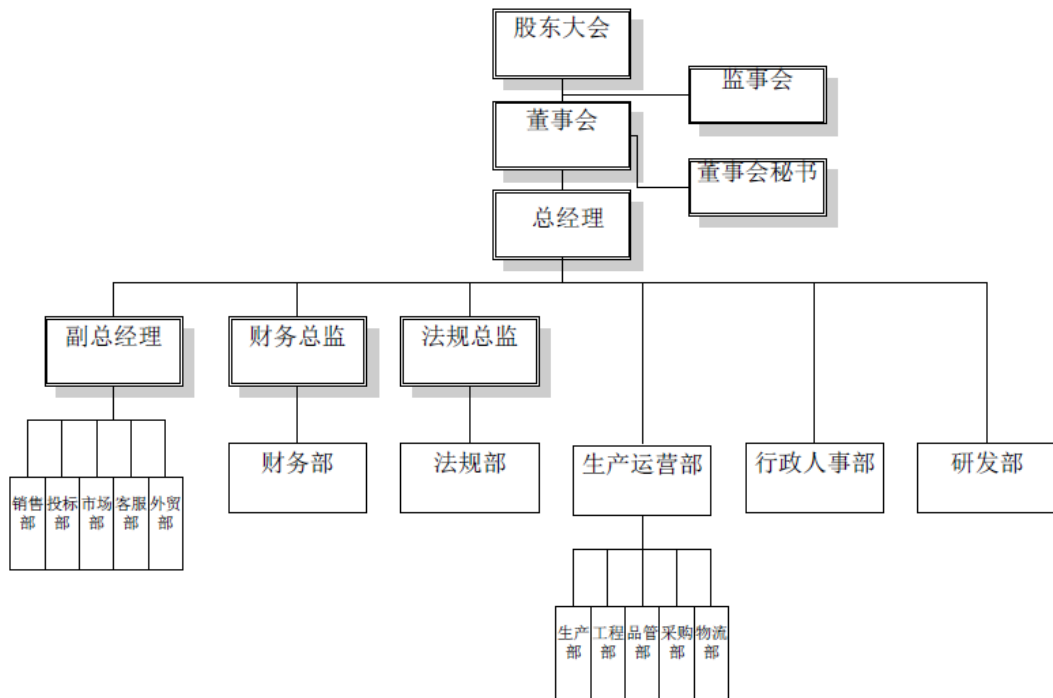 股东大会
监事会
董事会
董事会秘书
总经理
副总经理
财务总监
法规总监
财务部
法规部
生产运营部
行政人事部
研发部
销售
部
投标
部
市场
部
客服
部
外贸
部
生产
部
工程
部
品管
部
采购
部
物流
部